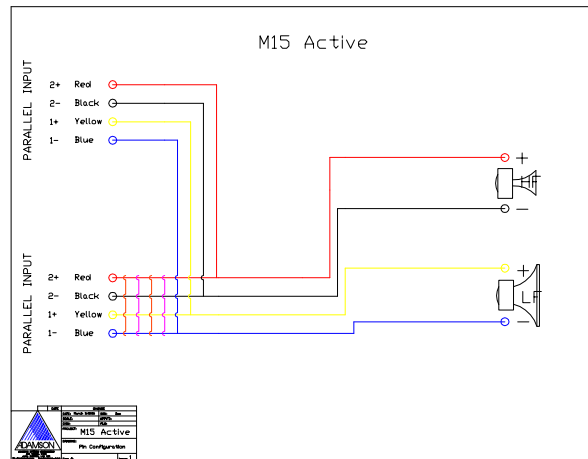 M15 Active
PARALLEL INPUT
2+ Red
2- Black
1+ Yellow
1- Blue
+
-
PARALLEL INPUT
2+ Red
2- Black
1+ Yellow
1- Blue
+
LF
-
ADAMSON
M15 Active
Pin Configuration